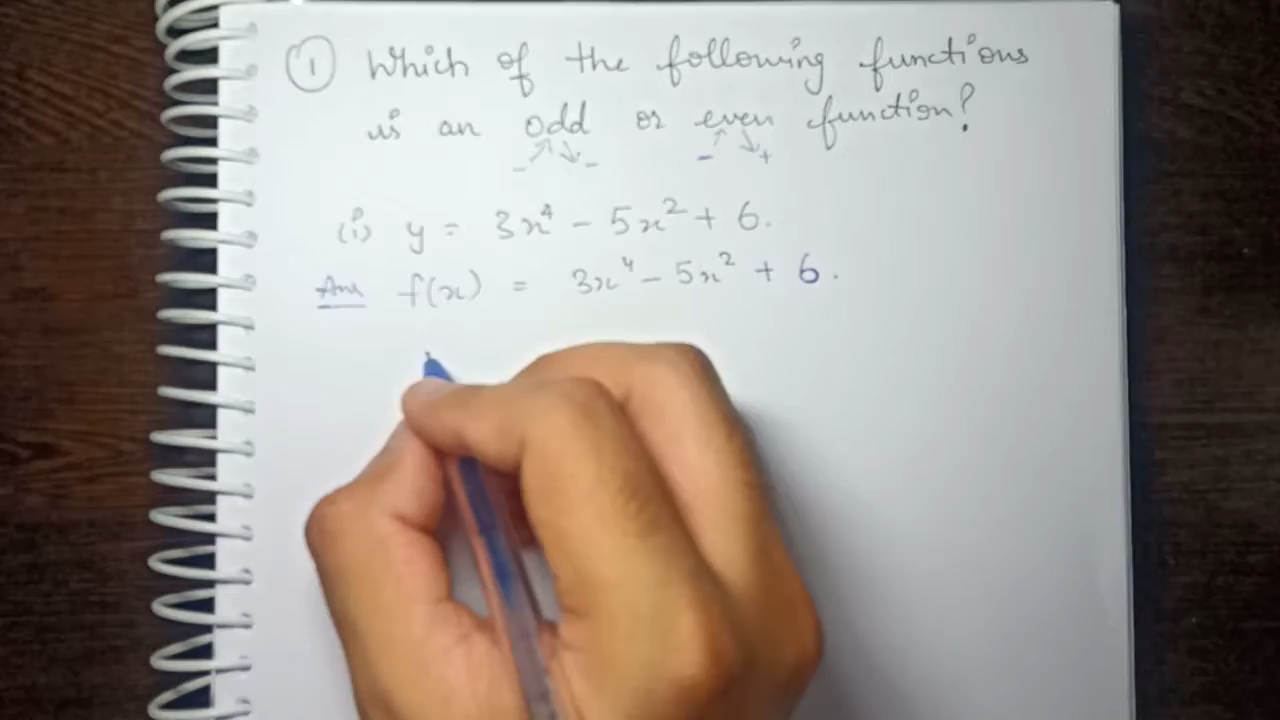 ① Which of the following functions
is an odd or even function?
- ↗ ↘ - - ↗ ↘ +
(i) y = 3x⁴ - 5x² + 6.
Ans f(x) = 3x⁴ - 5x² + 6.